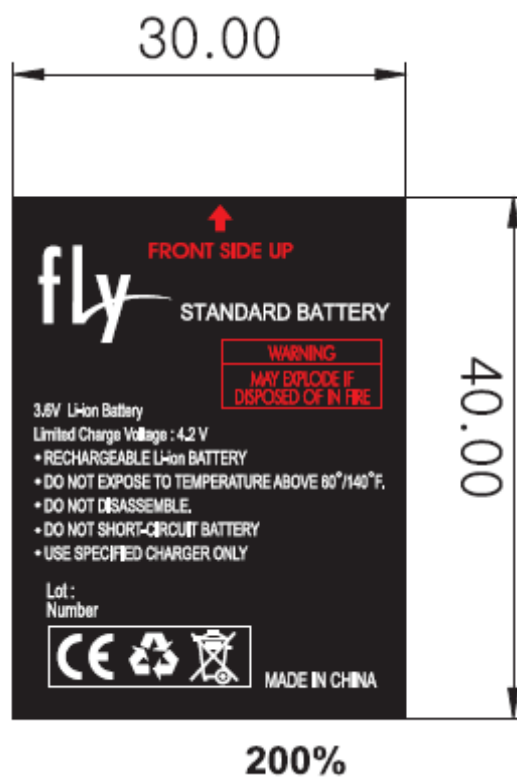 30.00
FRONT SIDE UP
fly
STANDARD BATTERY
WARNING
MAY EXPLODE IF
DISPOSED OF IN FIRE
40.00
3.6V Li-ion Battery
Limited Charge Voltage : 4.2 V
• RECHARGEABLE Li-ion BATTERY
• DO NOT EXPOSE TO TEMPERATURE ABOVE 60°/140°F.
• DO NOT DISASSEMBLE.
• DO NOT SHORT-CIRCUIT BATTERY
• USE SPECIFIED CHARGER ONLY
Lot :
Number
CE
MADE IN CHINA
200%